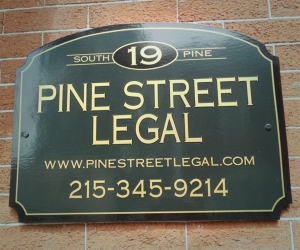 SOUTH 19 PINE
PINE STREET
LEGAL
WWW.PINESTREETLEGAL.COM
215-345-9214